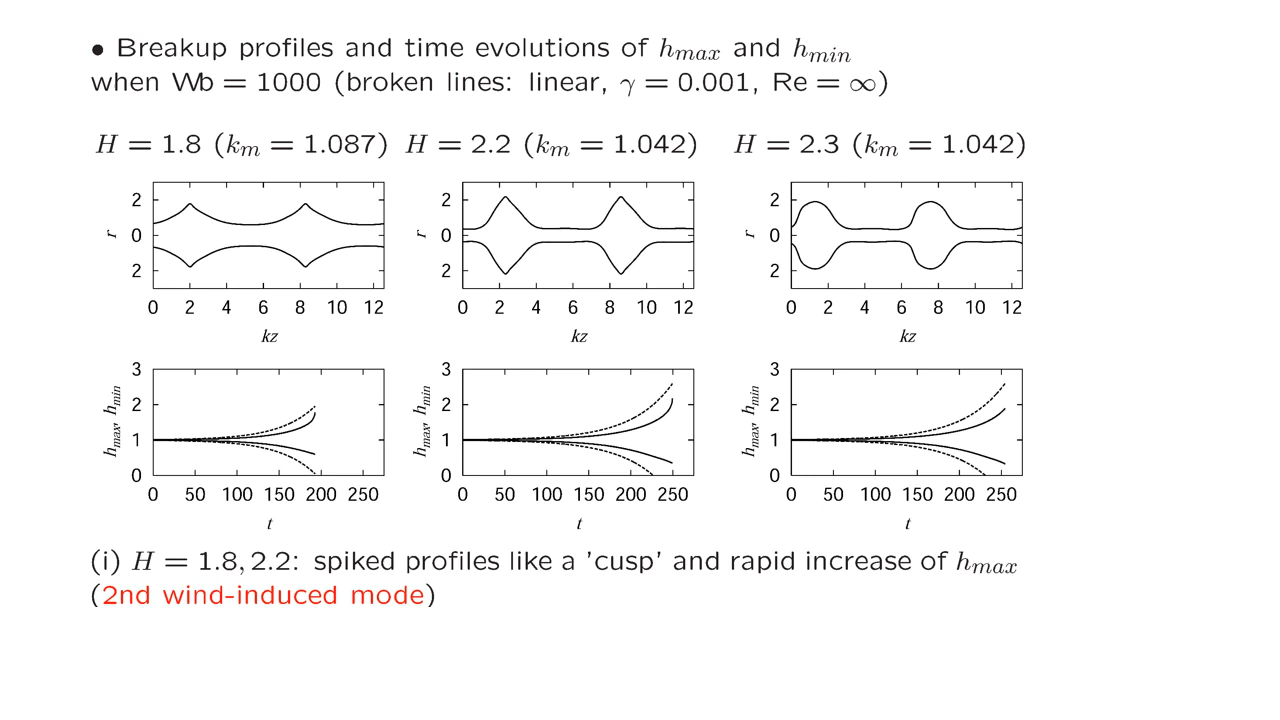 • Breakup profiles and time evolutions of h_max and h_min
when Wb = 1000 (broken lines: linear, γ = 0.001, Re = ∞)
H = 1.8 (k_m = 1.087) H = 2.2 (k_m = 1.042) H = 2.3 (k_m = 1.042)
2 2 2
r 0 r 0 r 0
2 2 2
0 2 4 6 8 10 12 0 2 4 6 8 10 12 0 2 4 6 8 10 12
kz kz kz
3 3 3
2 2 2
h_max, h_min h_max, h_min h_max, h_min
1 1 1
0 0 0
0 50 100 150 200 250 0 50 100 150 200 250 0 50 100 150 200 250
t t t
(i) H = 1.8, 2.2: spiked profiles like a 'cusp' and rapid increase of h_max
(2nd wind-induced mode)